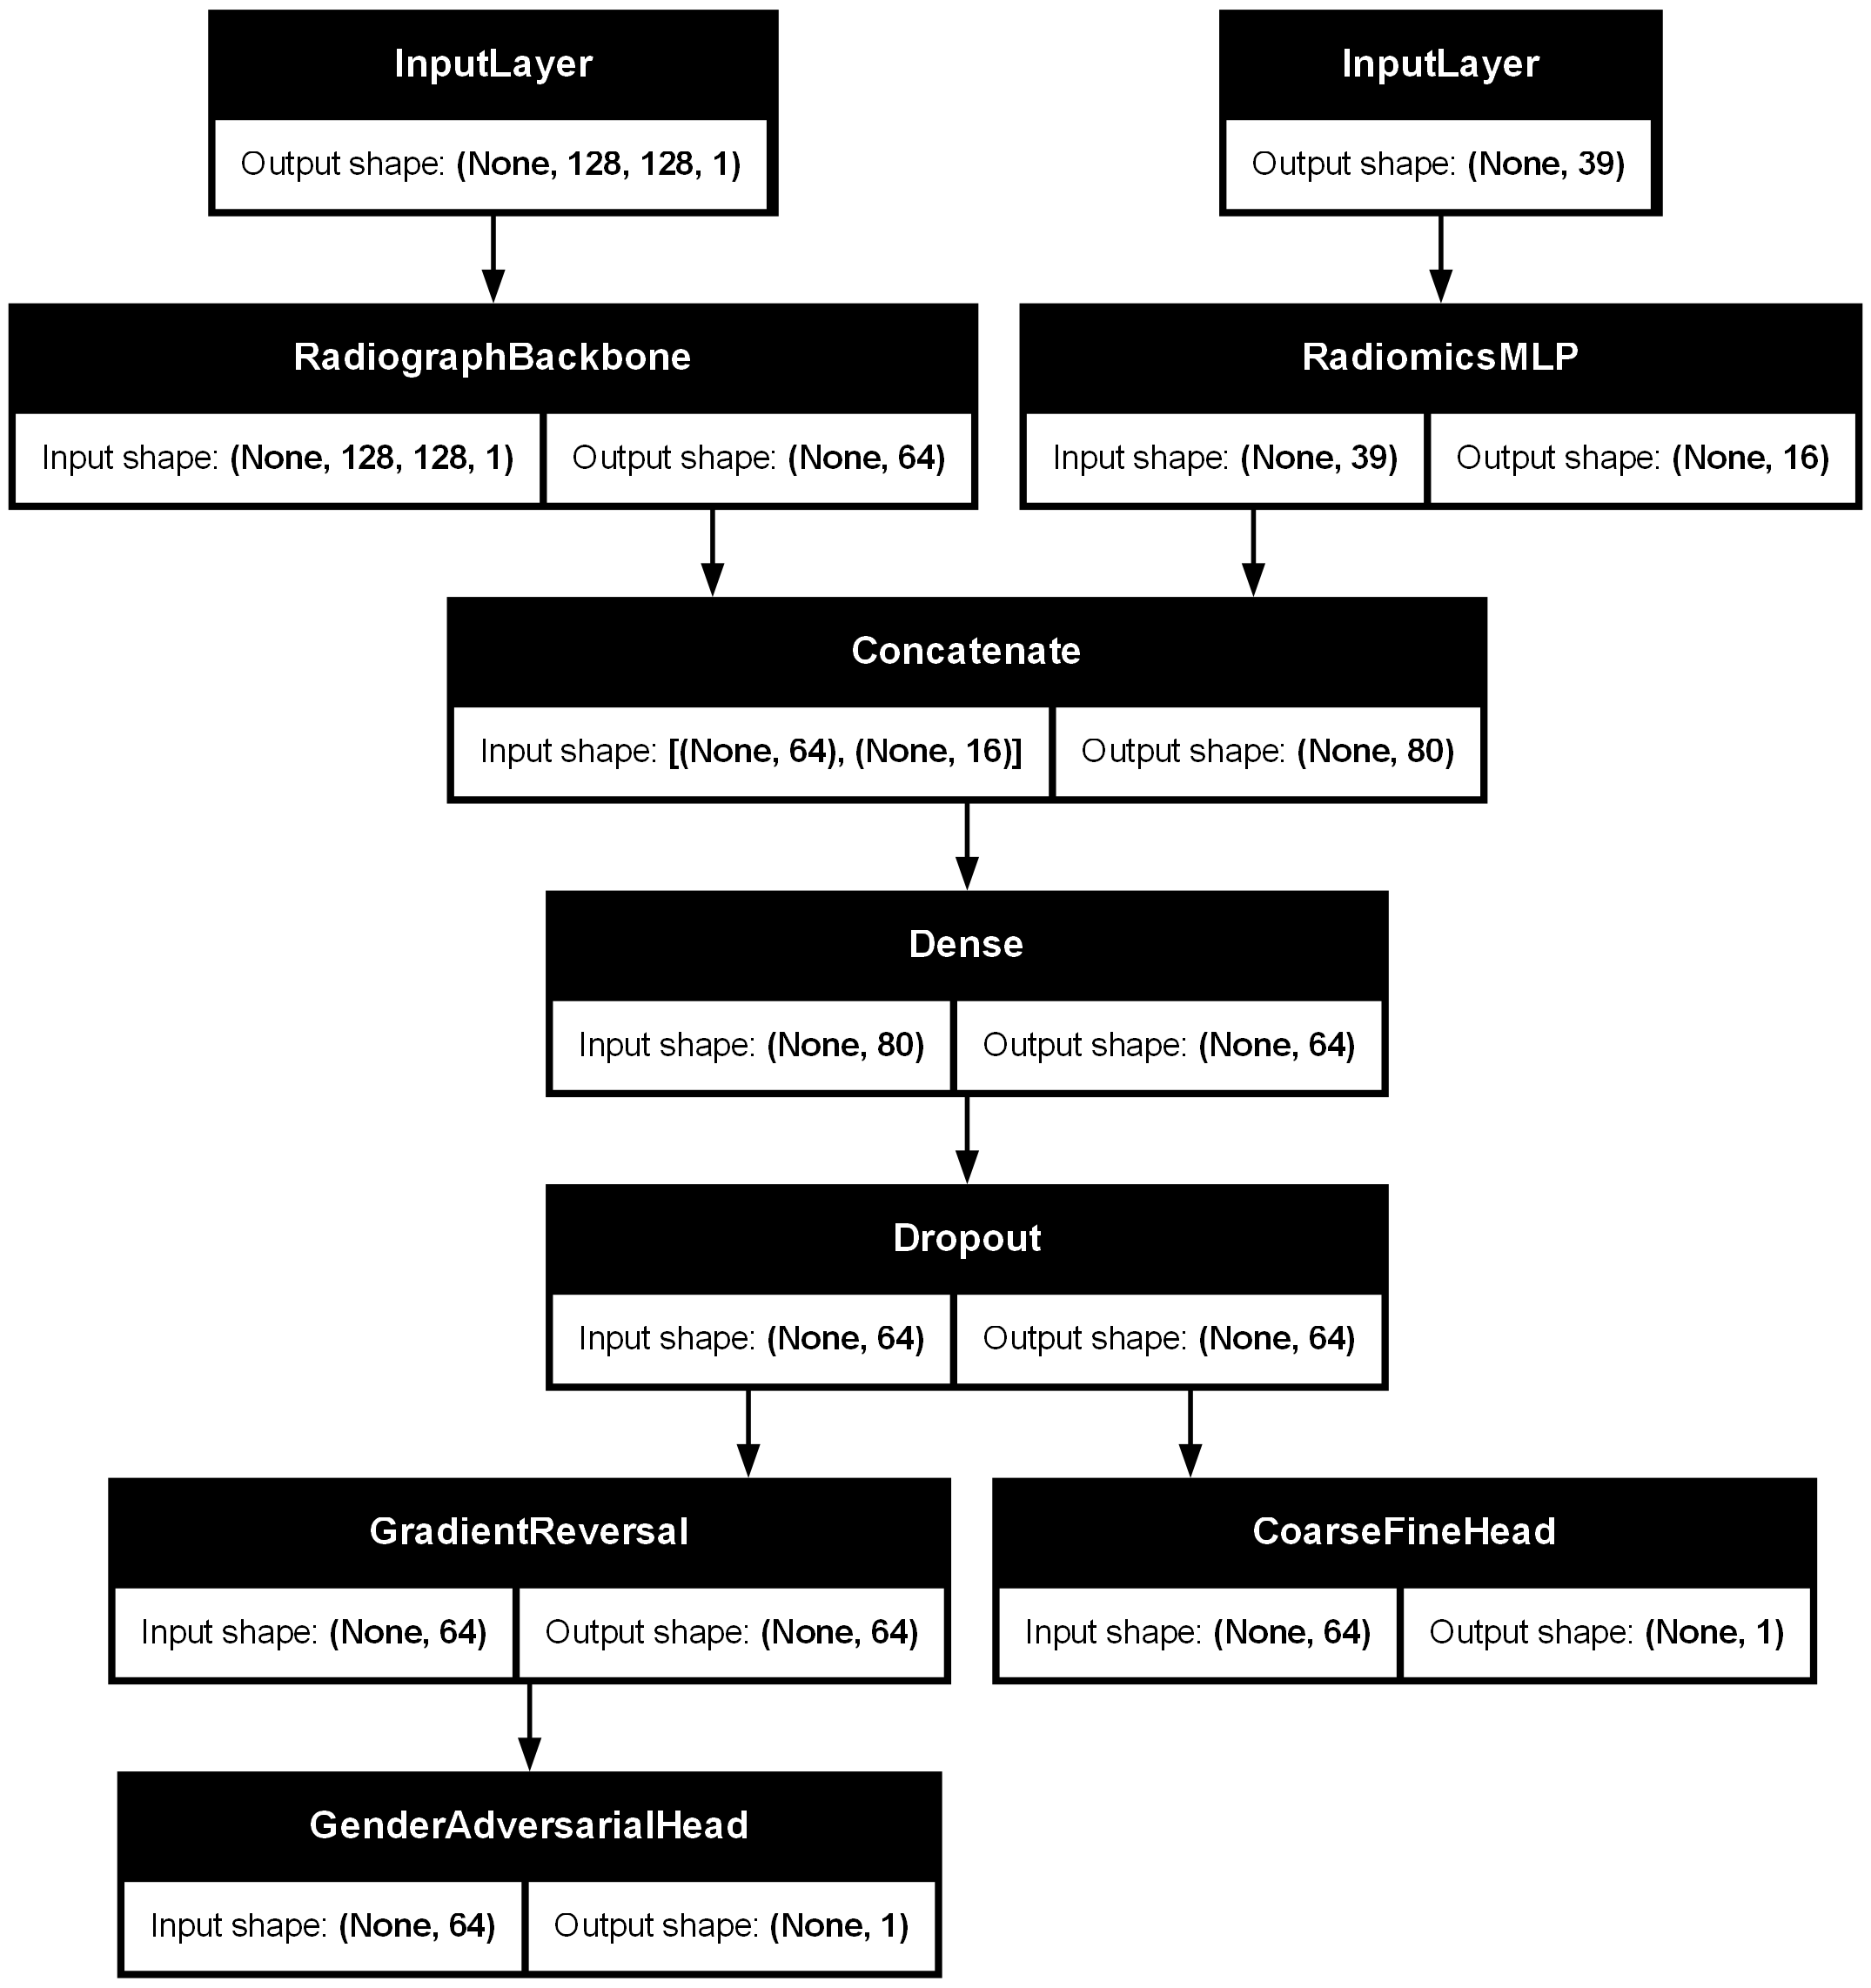 InputLayer
Output shape: (None, 128, 128, 1)
InputLayer
Output shape: (None, 39)
RadiographBackbone
Input shape: (None, 128, 128, 1)
Output shape: (None, 64)
RadiomicsMLP
Input shape: (None, 39)
Output shape: (None, 16)
Concatenate
Input shape: [(None, 64), (None, 16)]
Output shape: (None, 80)
Dense
Input shape: (None, 80)
Output shape: (None, 64)
Dropout
Input shape: (None, 64)
Output shape: (None, 64)
GradientReversal
Input shape: (None, 64)
Output shape: (None, 64)
CoarseFineHead
Input shape: (None, 64)
Output shape: (None, 1)
GenderAdversarialHead
Input shape: (None, 64)
Output shape: (None, 1)